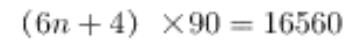 (6n + 4) ×90 = 16560